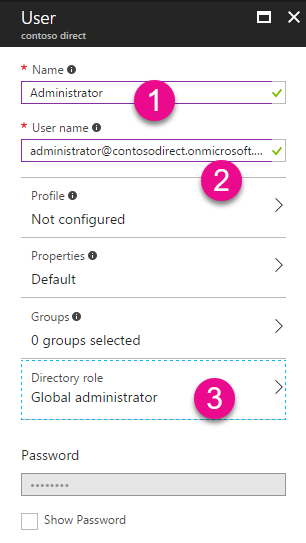 User
contoso direct
* Name
Administrator
1
* User name
administrator@contosodirect.onmicrosoft....
2
Profile
Not configured
Properties
Default
Groups
0 groups selected
Directory role
Global administrator
3
Password
••••••••
Show Password